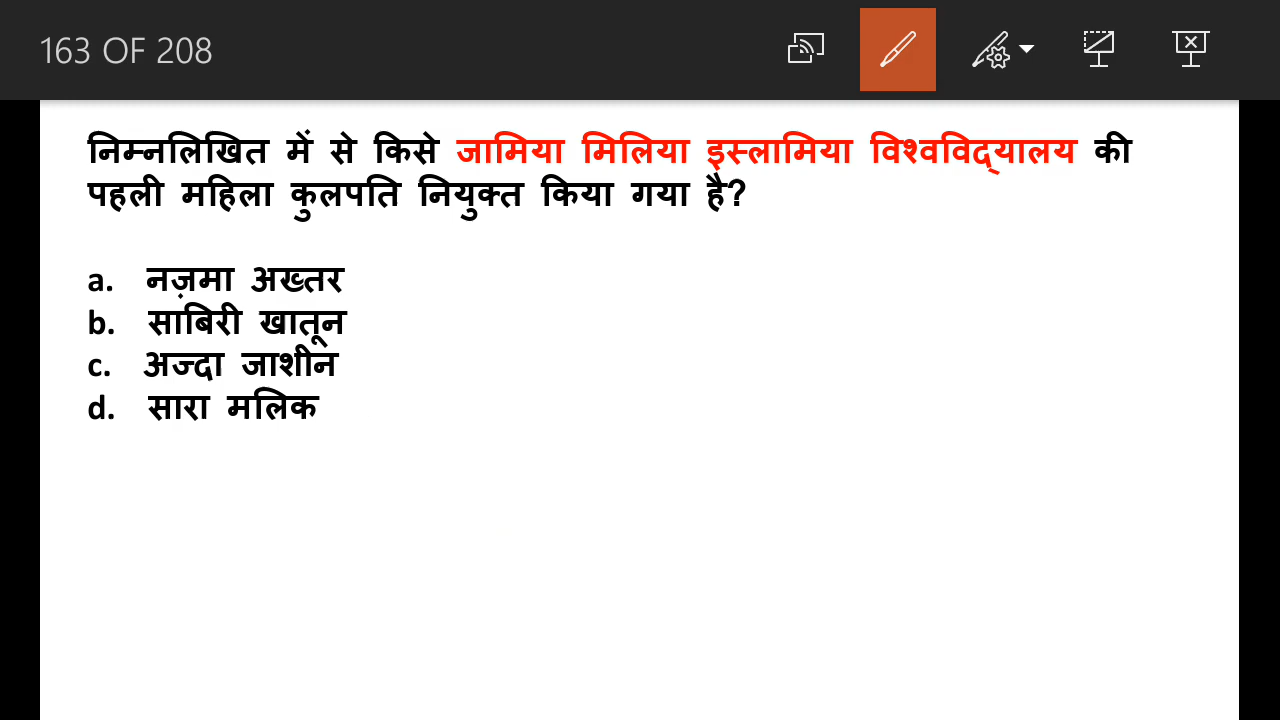 163 OF 208
निम्नलिखित में से किसे जामिया मिलिया इस्लामिया विश्वविद्यालय की
पहली महिला कुलपति नियुक्त किया गया है?
a. नज़मा अख्तर
b. साबिरी खातून
c. अज्दा जाशीन
d. सारा मलिक